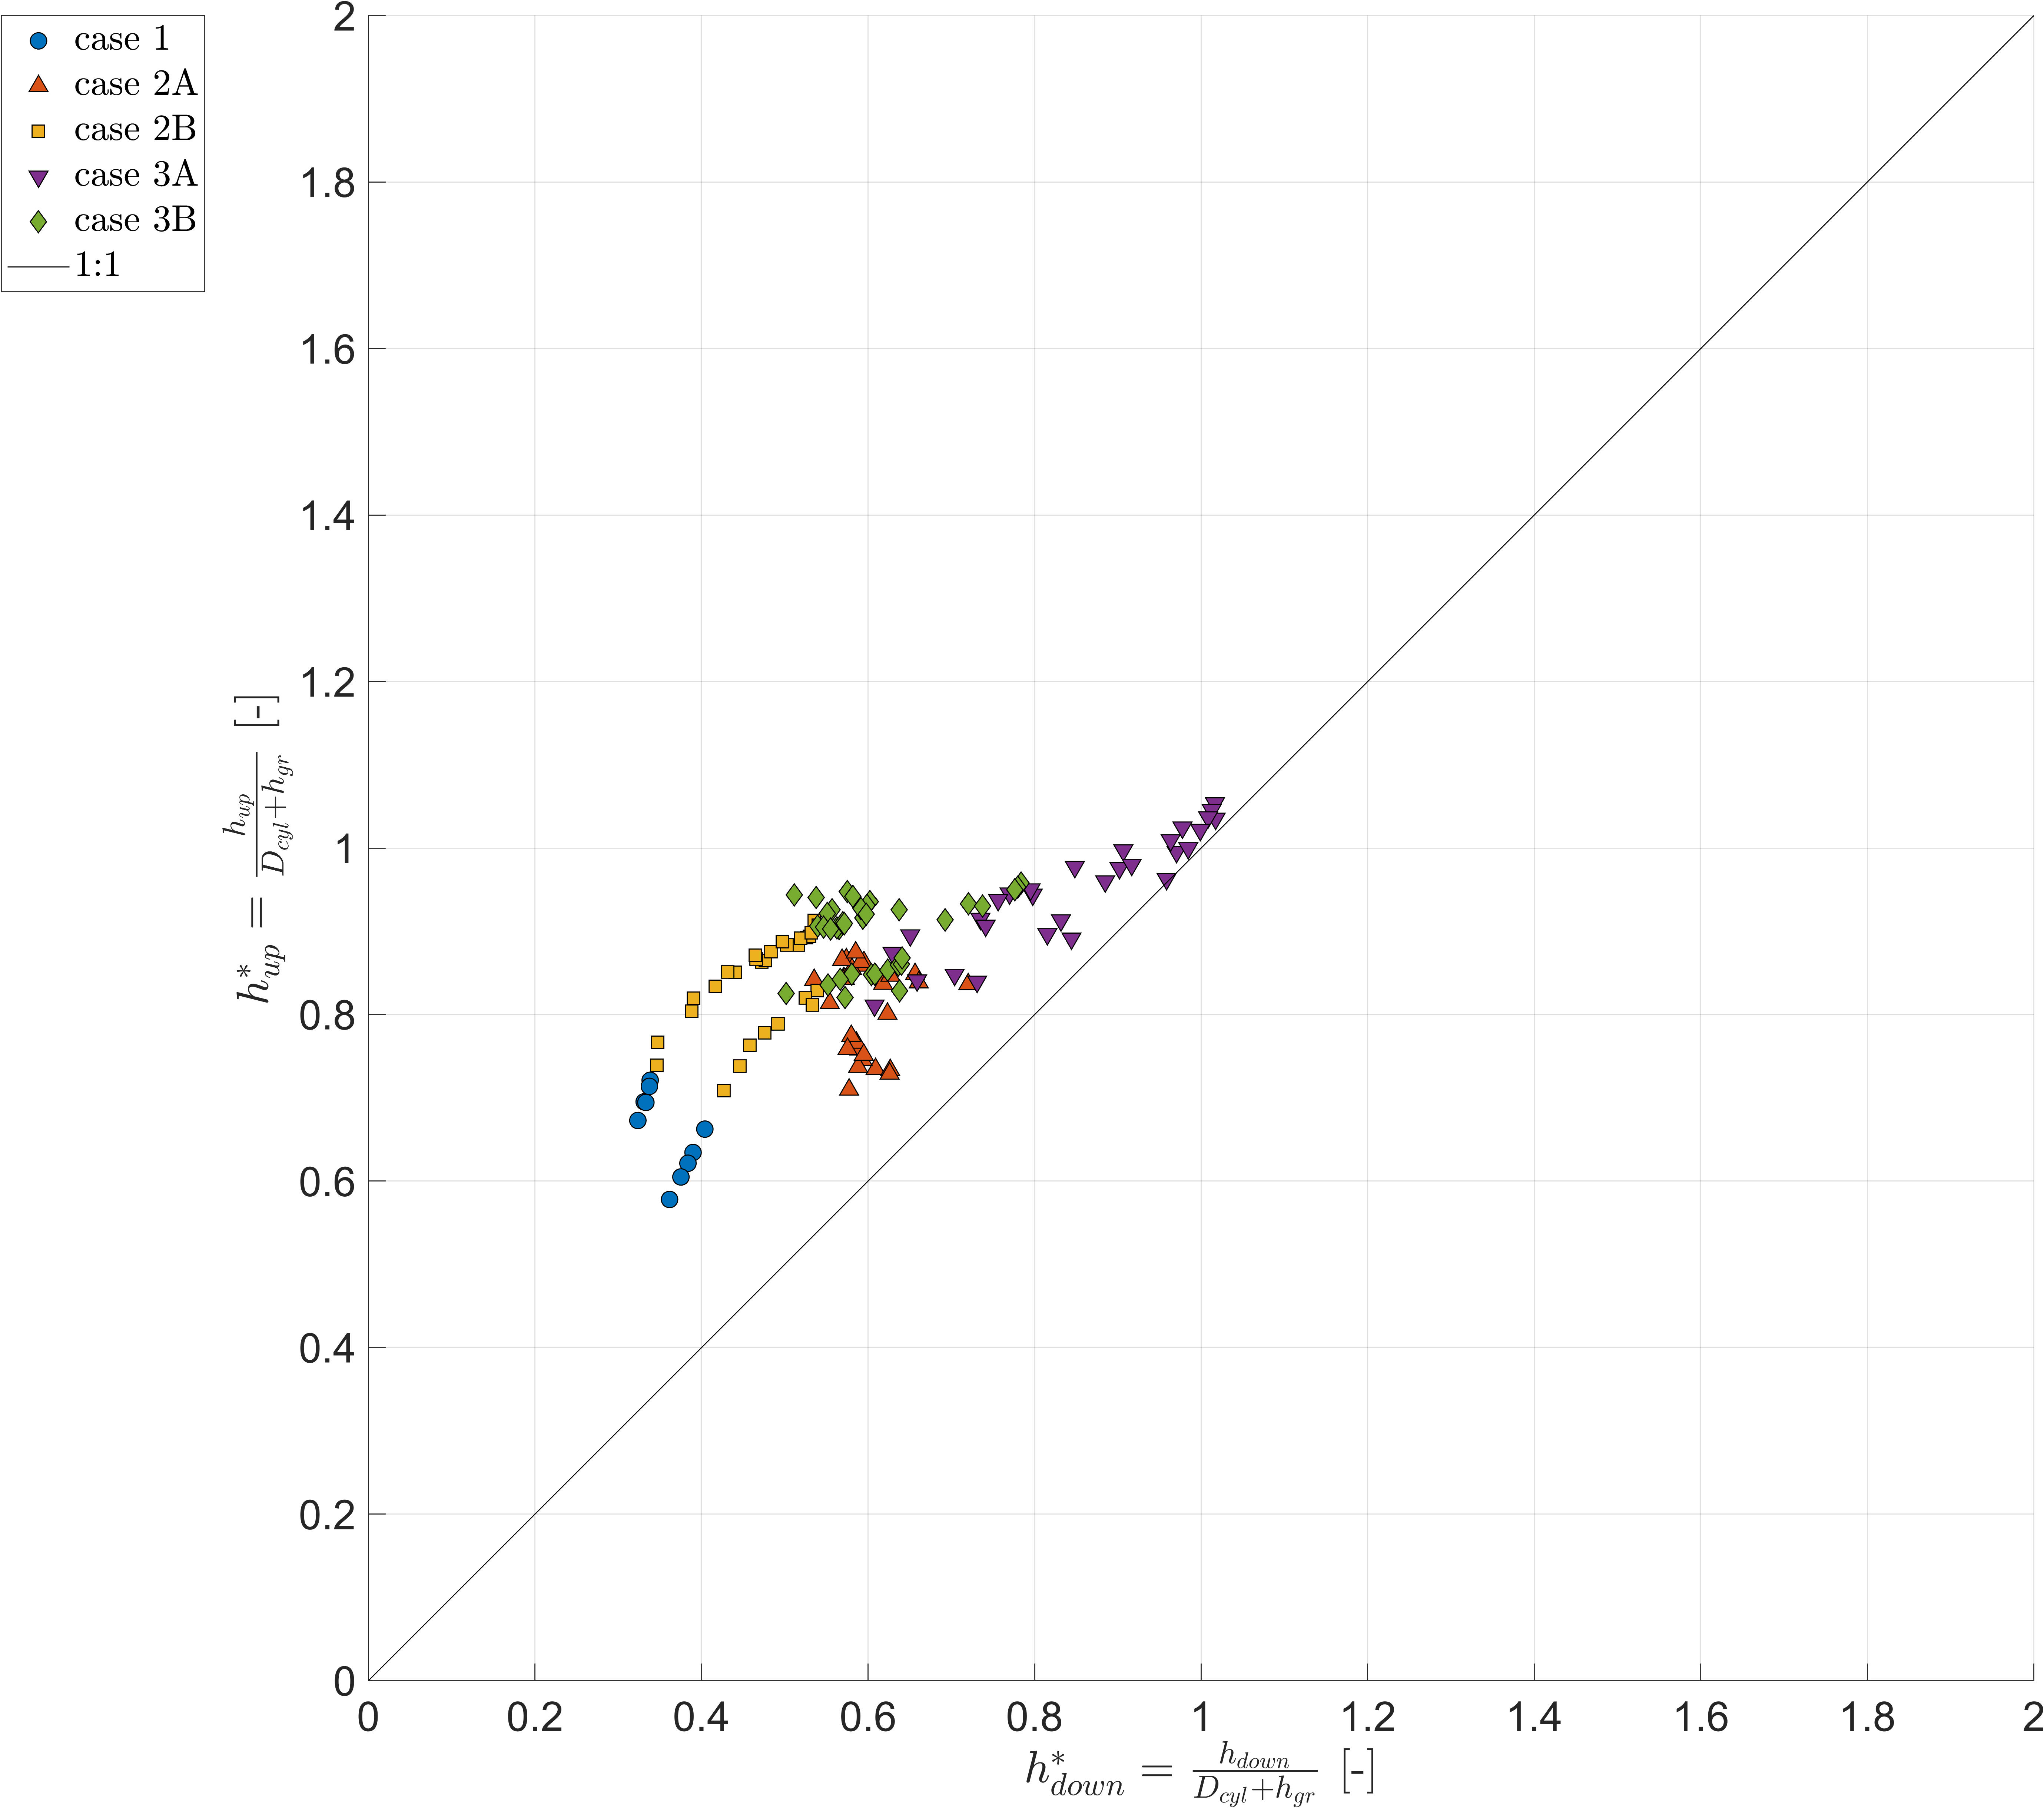 case 1
case 2A
case 2B
case 3A
case 3B
1:1
2
1.8
1.6
1.4
1.2
1
0.8
0.6
0.4
0.2
0
h*up = hup / Dcyl+hgr [-]
0 0.2 0.4 0.6 0.8 1 1.2 1.4 1.6 1.8 2
h*down = hdown / Dcyl+hgr [-]